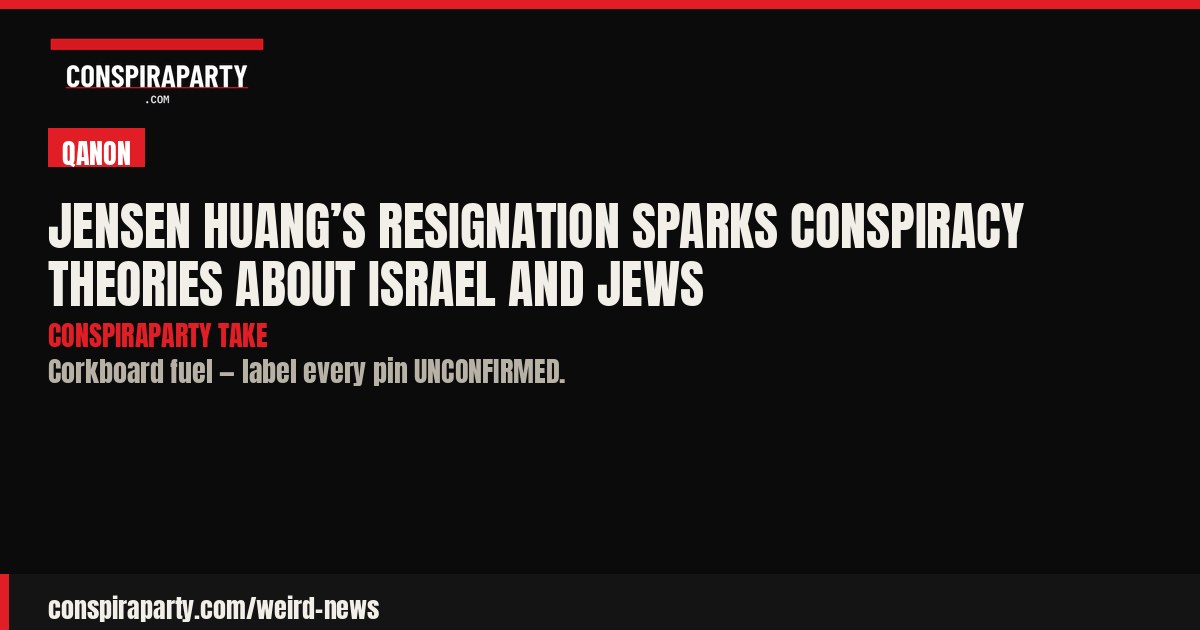 CONSPIRAPARTY
.COM
QANON
JENSEN HUANG’S RESIGNATION SPARKS CONSPIRACY
THEORIES ABOUT ISRAEL AND JEWS
CONSPIRAPARTY TAKE
Corkboard fuel – label every pin UNCONFIRMED.
conspiraparty.com/weird-news